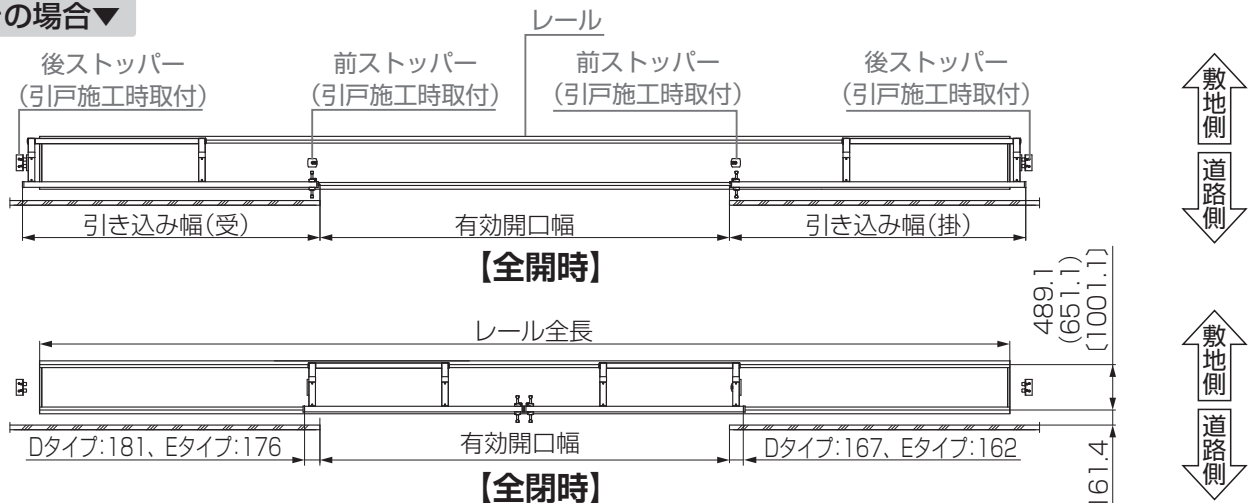 の場合▼
レール
後ストッパー
(引戸施工時取付)
前ストッパー
(引戸施工時取付)
前ストッパー
(引戸施工時取付)
後ストッパー
(引戸施工時取付)
敷地側
道路側
引き込み幅(受)
有効開口幅
引き込み幅(掛)
【全開時】
489.1
(651.1)
〔1001.1〕
レール全長
敷地側
道路側
Dタイプ:181、Eタイプ:176
有効開口幅
Dタイプ:167、Eタイプ:162
161.4
【全閉時】